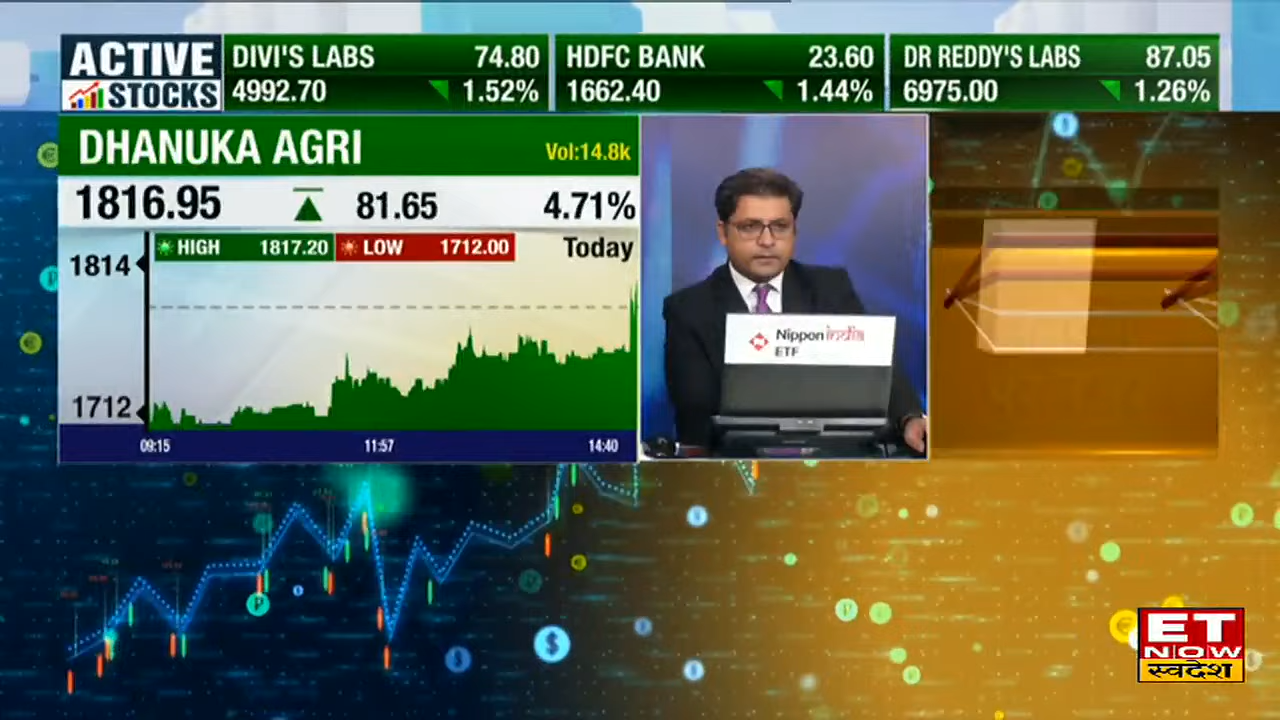 ACTIVE
STOCKS
DIVI'S LABS 74.80
4992.70 1.52%
HDFC BANK 23.60
1662.40 1.44%
DR REDDY'S LABS 87.05
6975.00 1.26%
DHANUKA AGRI Vol:14.8k
1816.95 81.65 4.71%
HIGH 1817.20 LOW 1712.00 Today
1814
1712
09:15 11:57 14:40
Nippon india
ETF
ET
NOW
स्वदेश